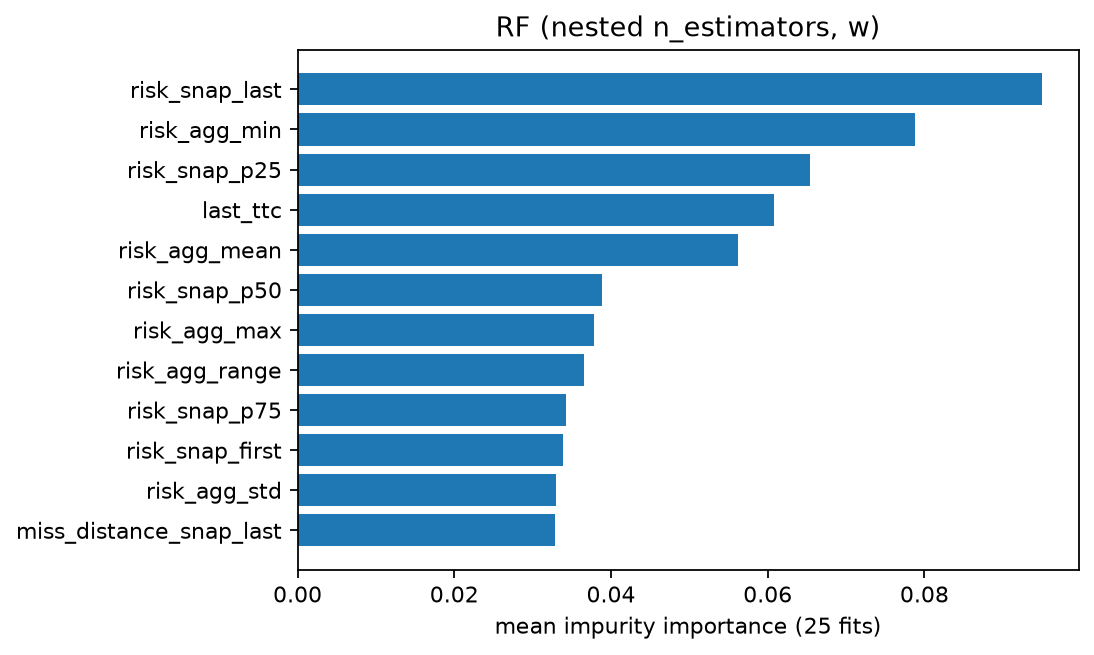 RF (nested n_estimators, w)
risk_snap_last
risk_agg_min
risk_snap_p25
last_ttc
risk_agg_mean
risk_snap_p50
risk_agg_max
risk_agg_range
risk_snap_p75
risk_snap_first
risk_agg_std
miss_distance_snap_last
0.00 0.02 0.04 0.06 0.08
mean impurity importance (25 fits)